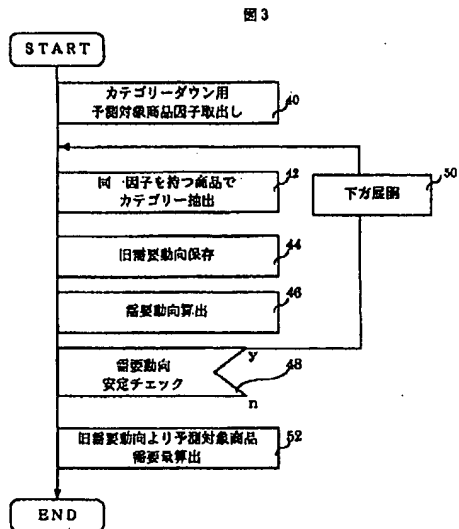 図3
START
カテゴリーダウン用
予測対象商品因子取出し
40
同一因子を持つ商品で
カテゴリー抽出
42
下方展開
50
旧需要動向保存
44
需要動向算出
46
需要動向
安定チェック
y
48
n
旧需要動向より予測対象商品
需要量算出
52
END